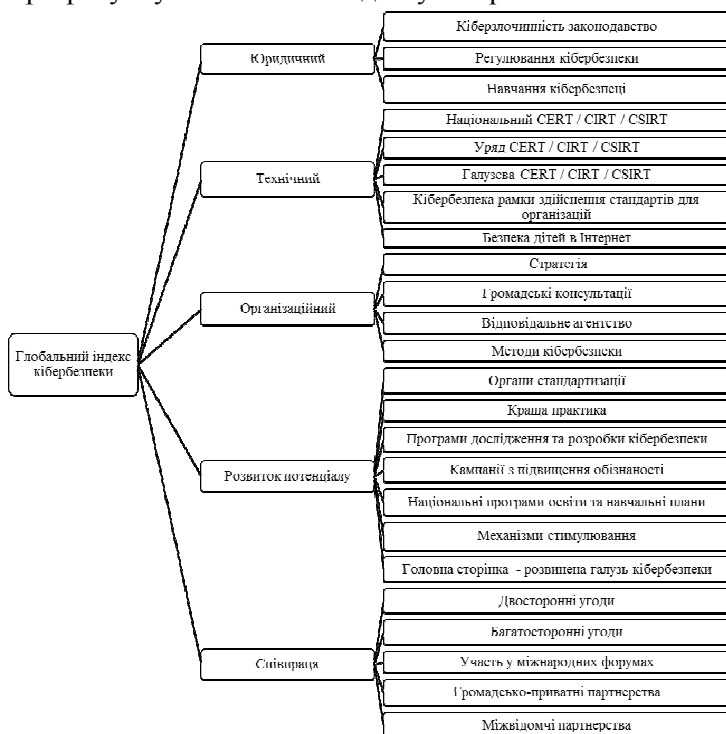 Кіберзлочинність законодавство
Юридичний
Регулювання кібербезпеки
Навчання кібербезпеці
Національний CERT / CIRT / CSIRT
Уряд CERT / CIRT / CSIRT
Технічний
Галузева CERT / CIRT / CSIRT
Кібербезпека рамки здійснення стандартів для
організацій
Безпека дітей в Інтернет
Стратегія
Організаційний
Громадські консультації
Відповідальне агентство
Методи кібербезпеки
Глобальний індекс
кібербезпеки
Органи стандартизації
Краща практика
Програми дослідження та розробки кібербезпеки
Розвиток потенціалу
Кампанії з підвищення обізнаності
Національні програми освіти та навчальні плани
Механізми стимулювання
Головна сторінка - розвинена галузь кібербезпеки
Двосторонні угоди
Багатосторонні угоди
Співпраця
Участь у міжнародних форумах
Громадсько-приватні партнерства
Міжвідомчі партнерства